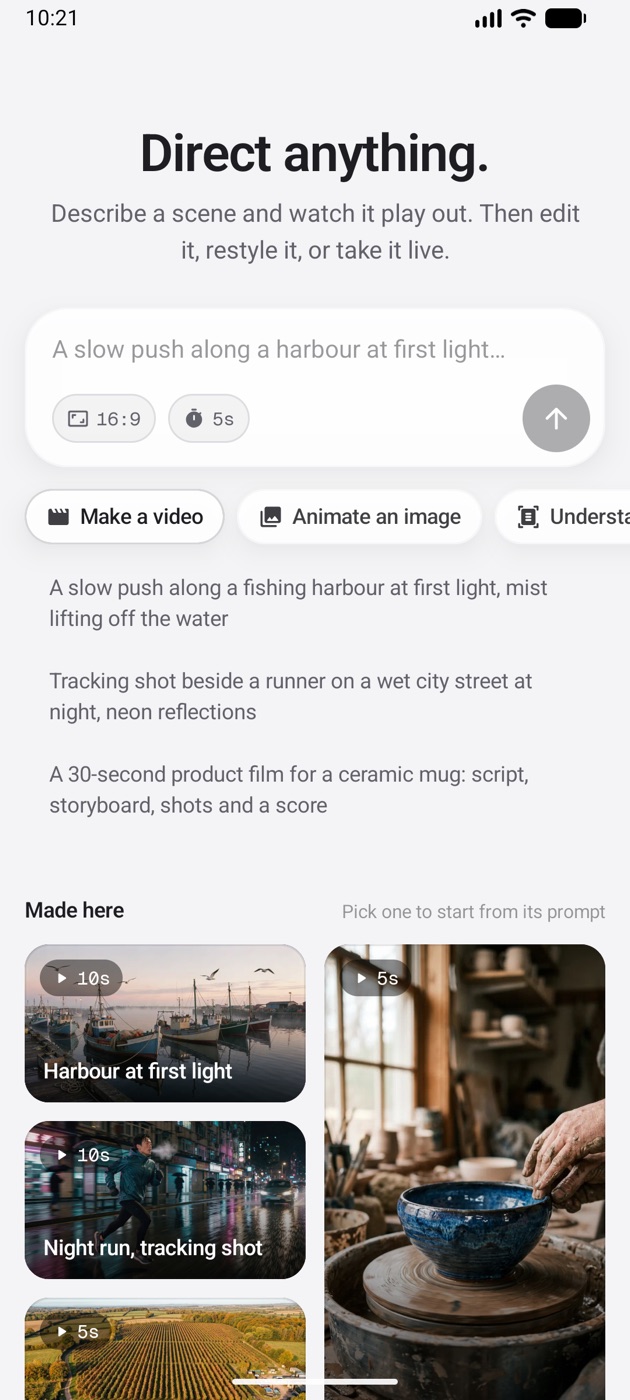 10:21
Direct anything.
Describe a scene and watch it play out. Then edit
it, restyle it, or take it live.
A slow push along a harbour at first light…
16:9
5s
Make a video
Animate an image
Understa
A slow push along a fishing harbour at first light, mist
lifting off the water
Tracking shot beside a runner on a wet city street at
night, neon reflections
A 30-second product film for a ceramic mug: script,
storyboard, shots and a score
Made here
Pick one to start from its prompt
10s
Harbour at first light
5s
10s
Night run, tracking shot
5s